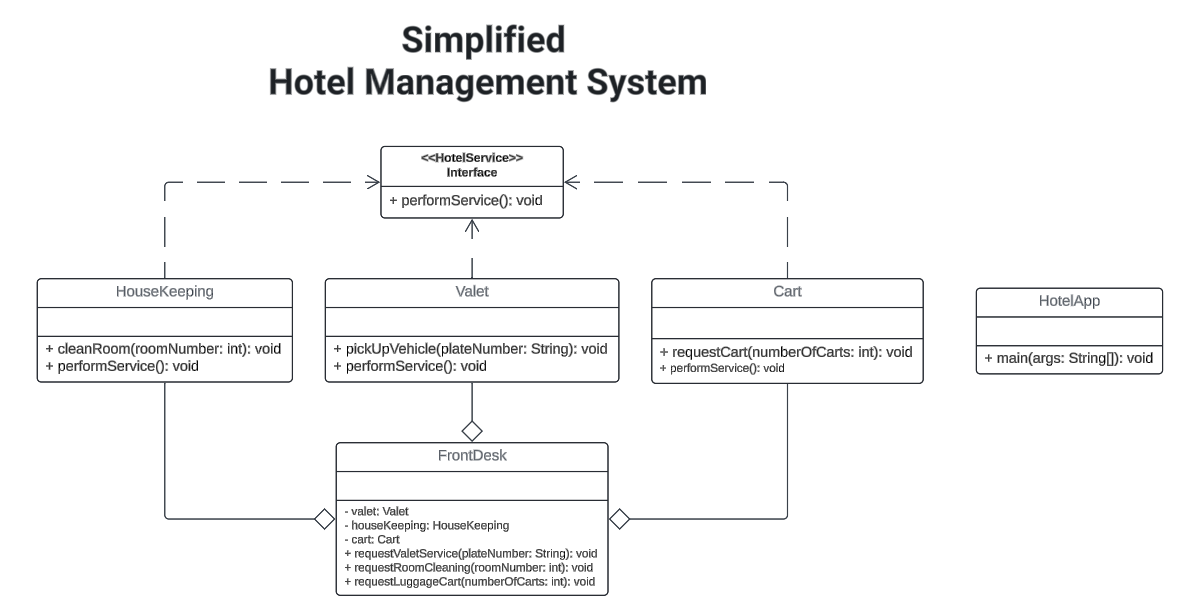 Simplified
Hotel Management System
<<HotelService>>
Interface
+ performService(): void
HouseKeeping
+ cleanRoom(roomNumber: int): void
+ performService(): void
Valet
+ pickUpVehicle(plateNumber: String): void
+ performService(): void
Cart
+ requestCart(numberOfCarts: int): void
+ performService(): void
HotelApp
+ main(args: String[]): void
FrontDesk
- valet: Valet
- houseKeeping: HouseKeeping
- cart: Cart
+ requestValetService(plateNumber: String): void
+ requestRoomCleaning(roomNumber: int): void
+ requestLuggageCart(numberOfCarts: int): void